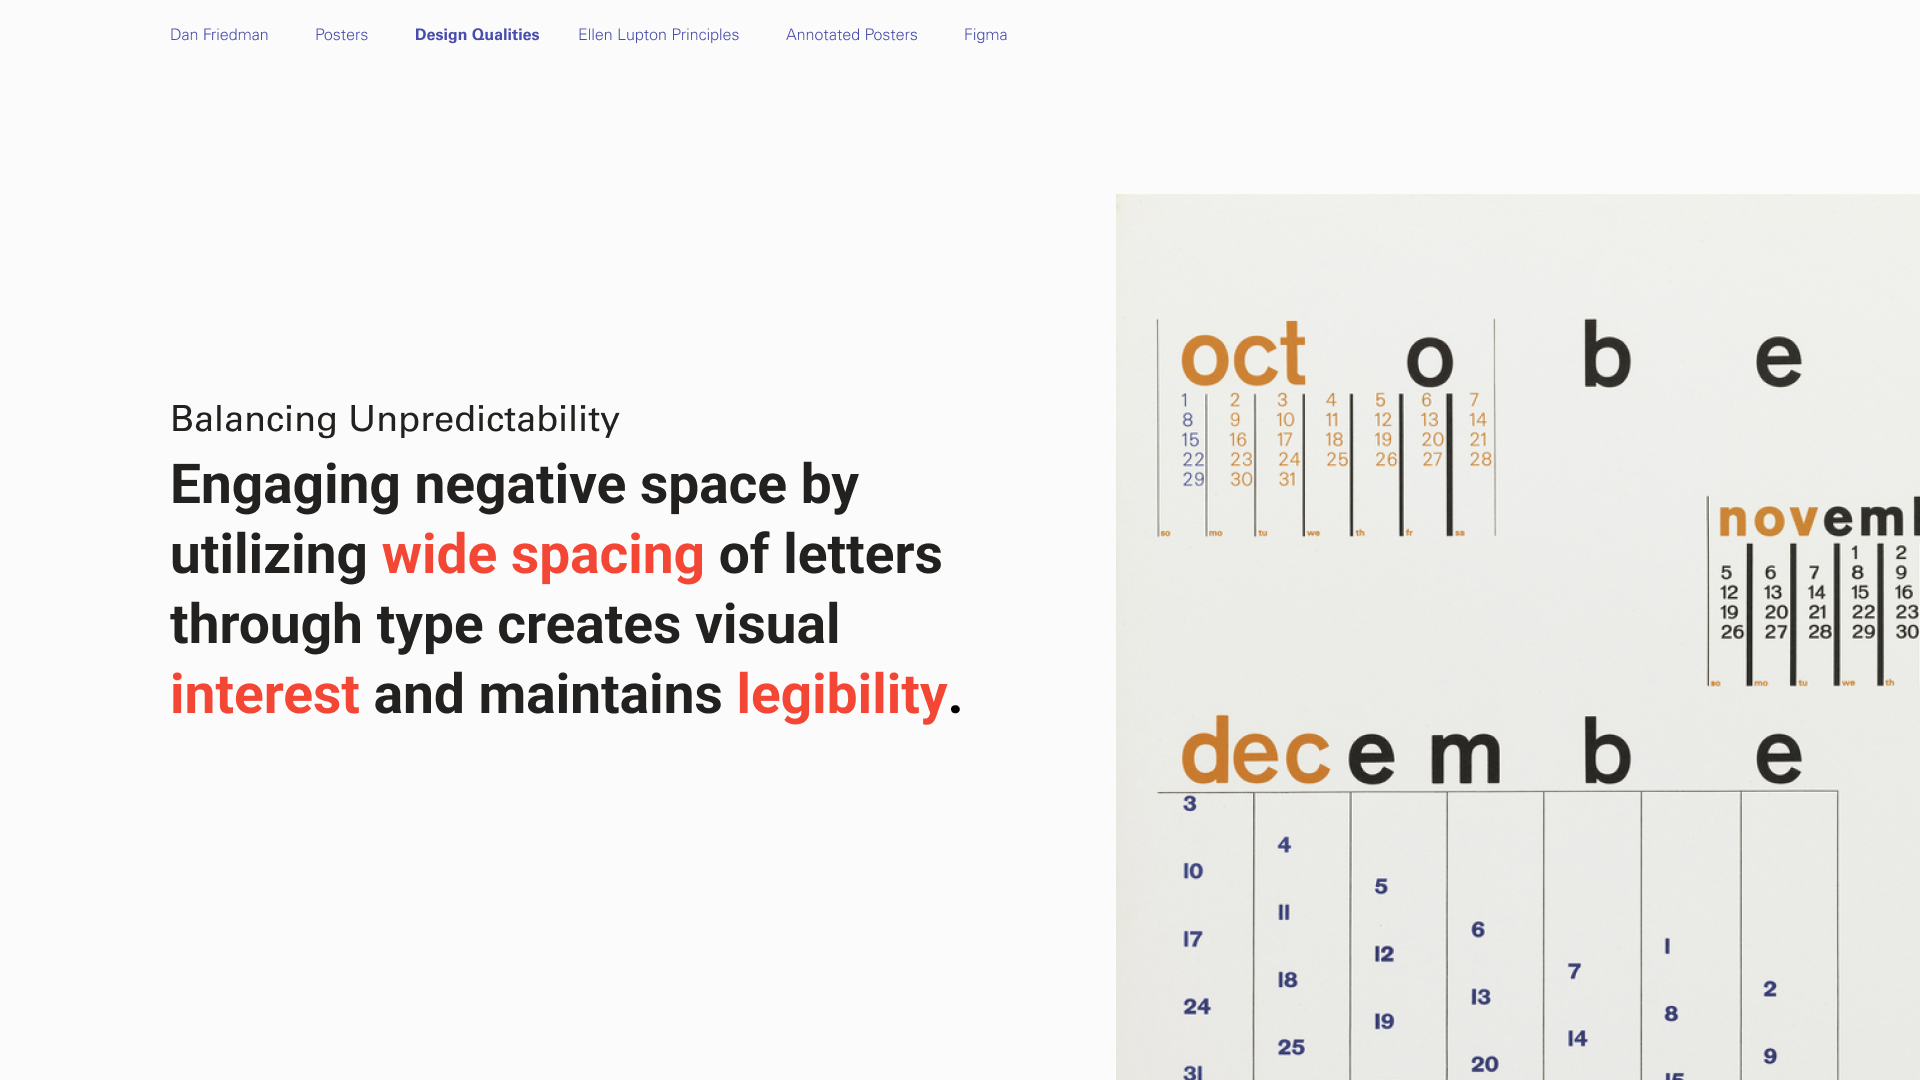 Dan Friedman Posters Design Qualities Ellen Lupton Principles Annotated Posters Figma
Balancing Unpredictability
Engaging negative space by
utilizing wide spacing of letters
through type creates visual
interest and maintains legibility.
oct o b e
1 2 3 4 5 6 7
8 9 10 11 12 13 14
15 16 17 18 19 20 21
22 23 24 25 26 27 28
29 30 31
so mo tu we th fr sa
novem
1 2
5 6 7 8 9
12 13 14 15 16
19 20 21 22 23
26 27 28 29 30
so mo tu we th
dec e m b e
3
4
10
5
11
6
17
1
12
7
18
2
13
24
8
19
14
25
9
20
31
15